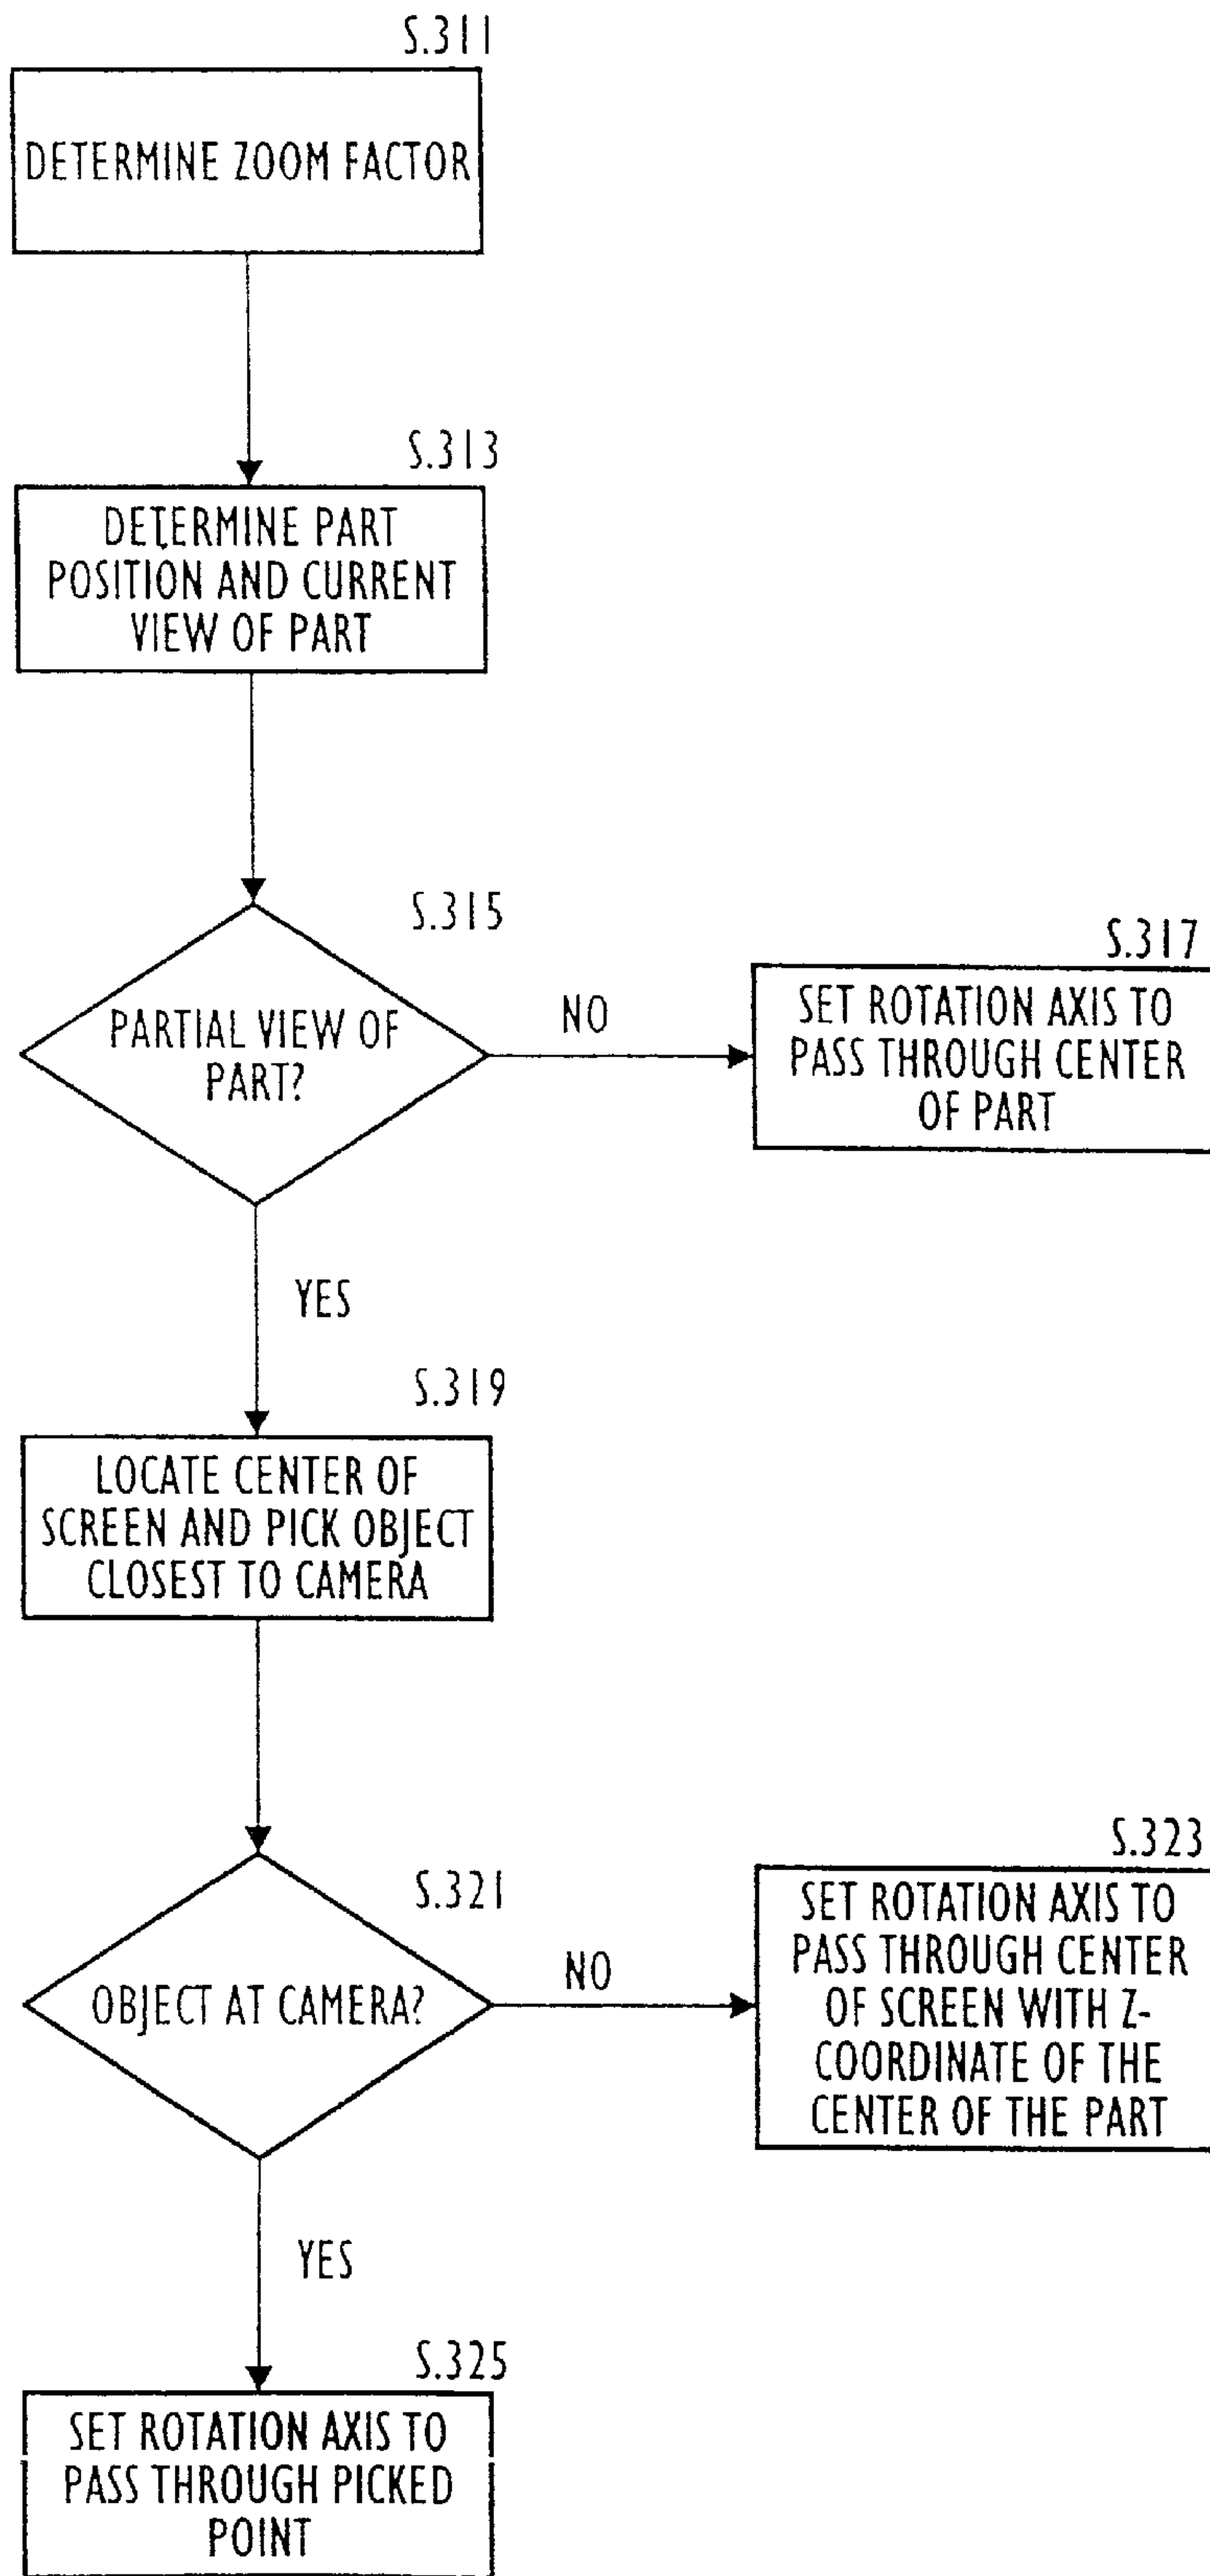 S.311
DETERMINE ZOOM FACTOR
S.313
DETERMINE PART
POSITION AND CURRENT
VIEW OF PART
S.315
PARTIAL VIEW OF
PART?
NO
S.317
SET ROTATION AXIS TO
PASS THROUGH CENTER
OF PART
YES
S.319
LOCATE CENTER OF
SCREEN AND PICK OBJECT
CLOSEST TO CAMERA
S.321
OBJECT AT CAMERA?
NO
S.323
SET ROTATION AXIS TO
PASS THROUGH CENTER
OF SCREEN WITH Z-
COORDINATE OF THE
CENTER OF THE PART
YES
S.325
SET ROTATION AXIS TO
PASS THROUGH PICKED
POINT